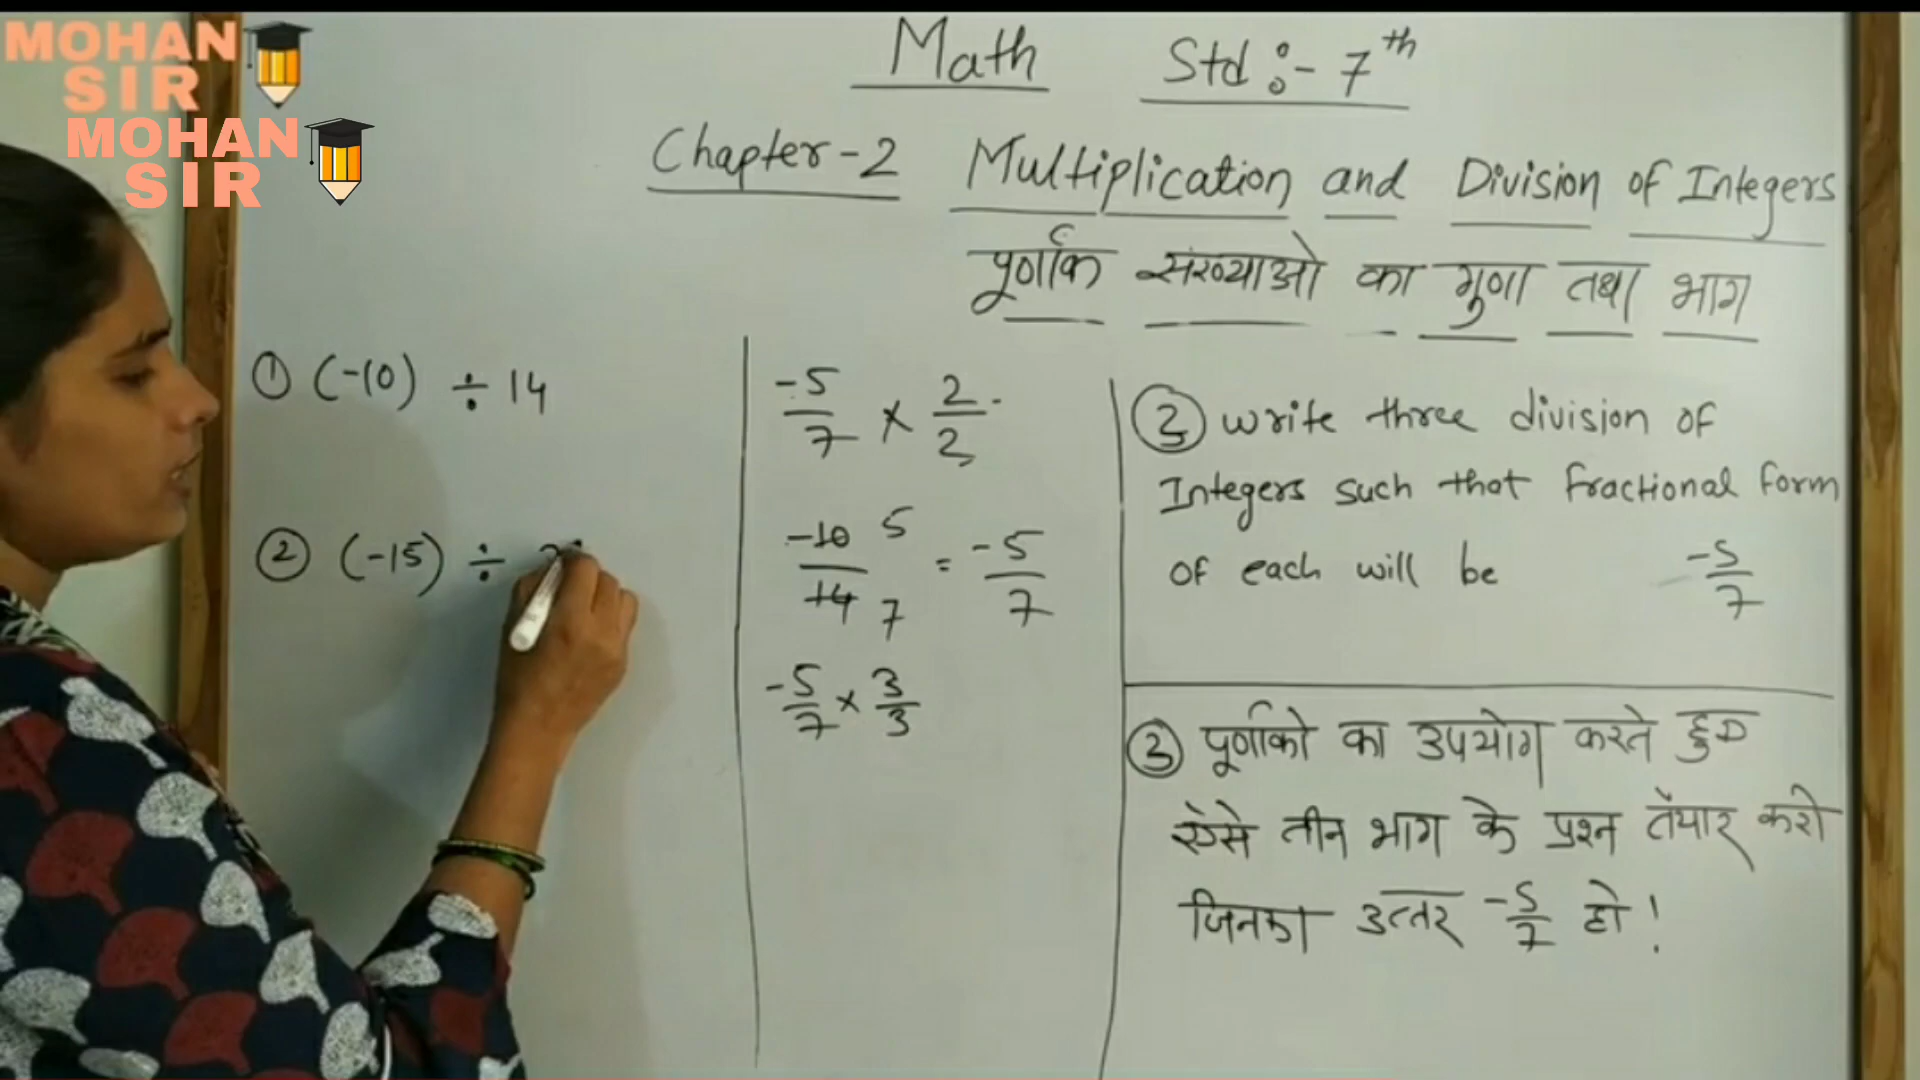 MOHAN
SIR
MOHAN
SIR
Math Std :- 7th
Chapter-2 Multiplication and Division of Integers
पूर्णांक संख्याओ का गुणा तथा भाग
① (-10) ÷ 14
② (-15) ÷
-5/7 × 2/2
-10/14 5/7 = -5/7
-5/7 × 3/3
② write three division of
Integers such that fractional form
of each will be -5/7
③ पूर्णाको का उपयोग करते हुए
ऐसे तीन भाग के प्रश्न तैयार करो
जिनका उत्तर -5/7 हो !